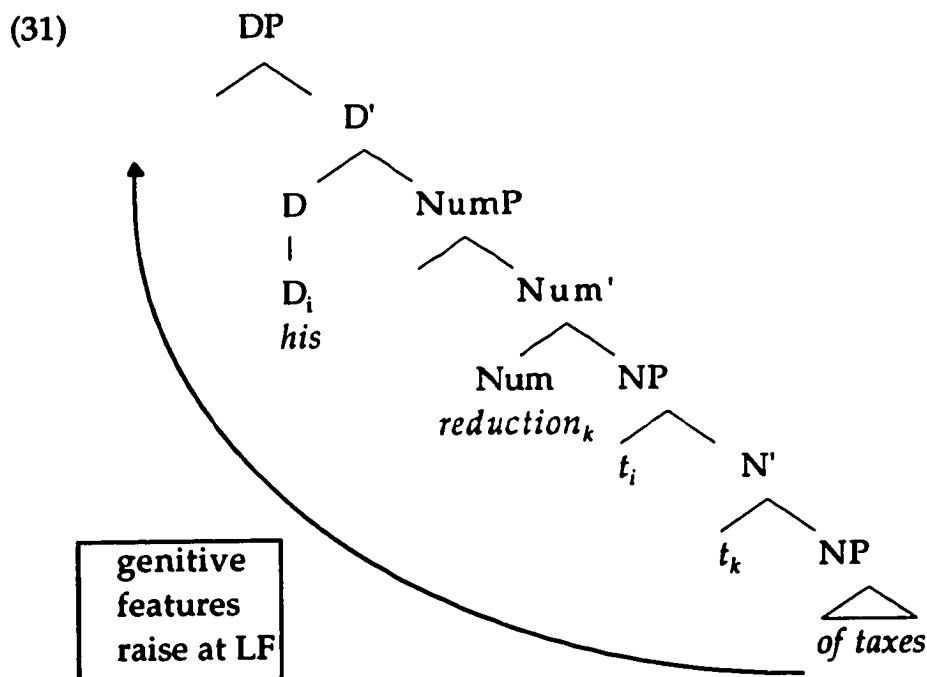 (31) DP
D'
D NumP
D_i Num'
his
Num NP
reduction_k
t_i N'
t_k NP
genitive
features
raise at LF
of taxes